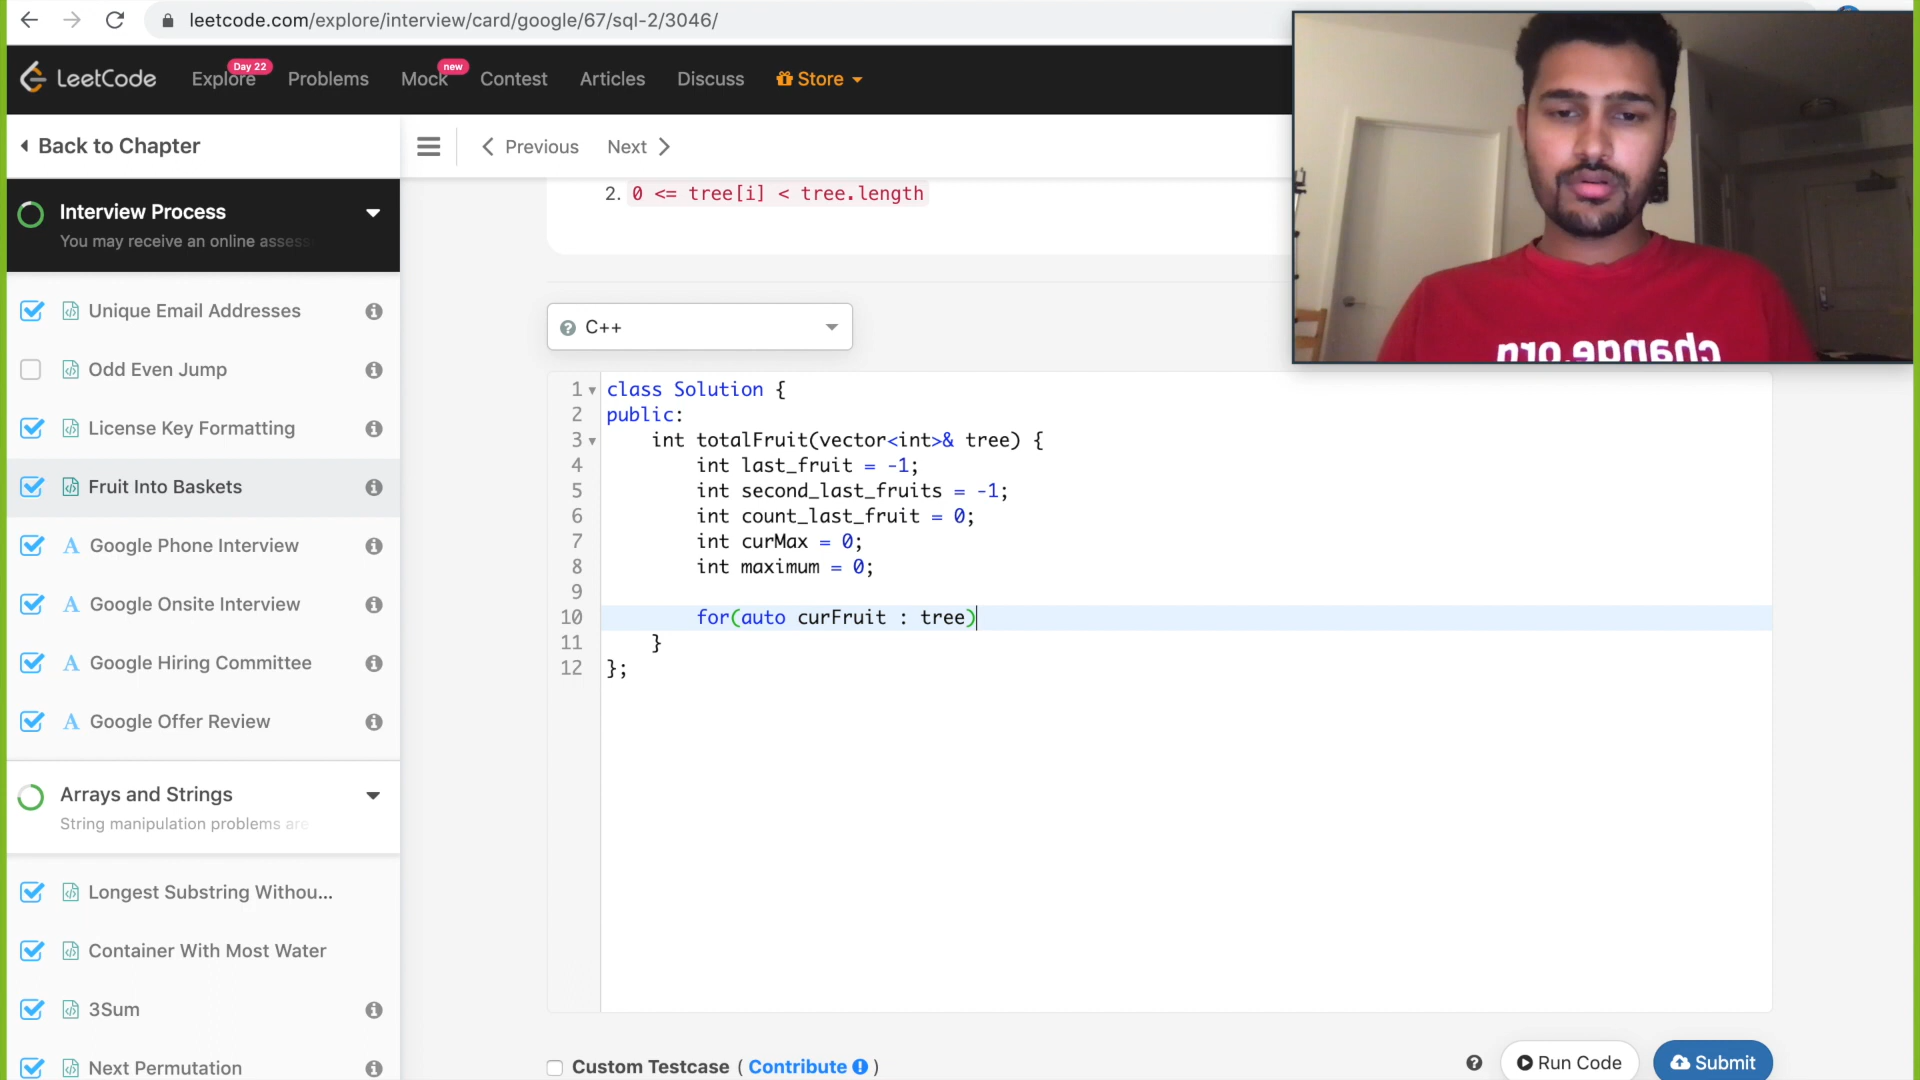 leetcode.com/explore/interview/card/google/67/sql-2/3046/
LeetCode Explore Day 22 Problems Mock new Contest Articles Discuss Store
Back to Chapter
Previous Next
Interview Process
You may receive an online assess
Unique Email Addresses
Odd Even Jump
License Key Formatting
Fruit Into Baskets
A Google Phone Interview
A Google Onsite Interview
A Google Hiring Committee
A Google Offer Review
Arrays and Strings
String manipulation problems are
Longest Substring Withou...
Container With Most Water
3Sum
Next Permutation
2. 0 <= tree[i] < tree.length
? C++
1 class Solution {
2 public:
3 int totalFruit(vector<int>& tree) {
4 int last_fruit = -1;
5 int second_last_fruits = -1;
6 int count_last_fruit = 0;
7 int curMax = 0;
8 int maximum = 0;
9
10 for(auto curFruit : tree)
11 }
12 };
Custom Testcase ( Contribute )
? Run Code Submit
change.org